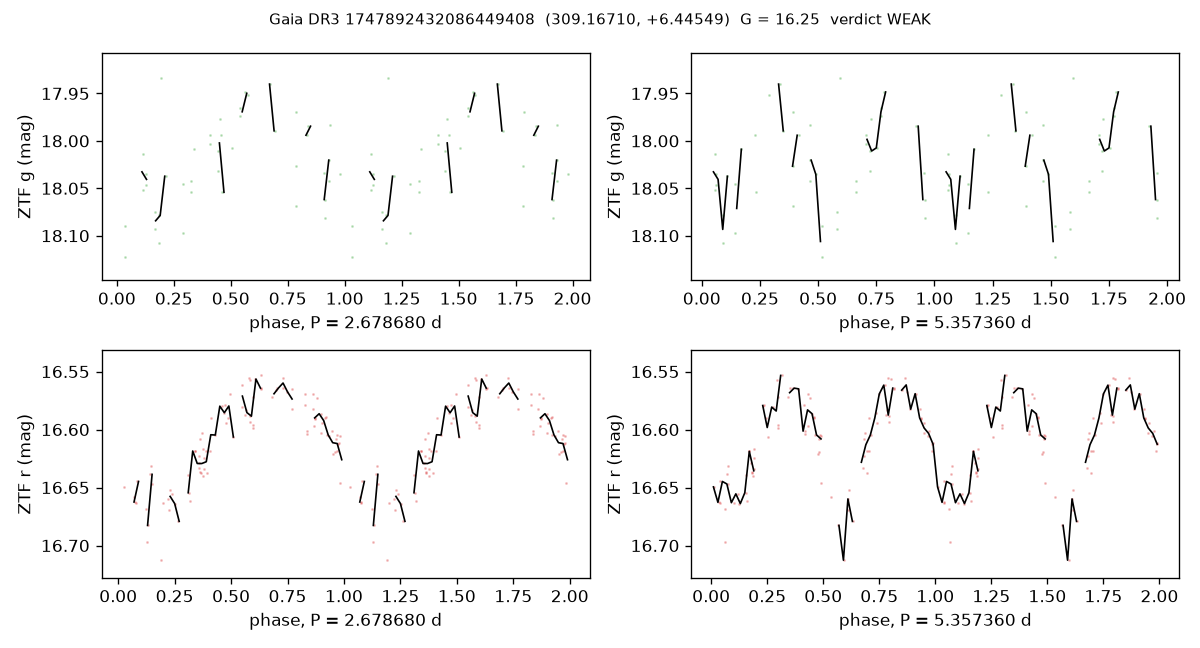 Gaia DR3 1747892432086449408  (309.16710, +6.44549)  G = 16.25  verdict WEAK
ZTF g (mag)
17.95
18.00
18.05
18.10
0.00 0.25 0.50 0.75 1.00 1.25 1.50 1.75 2.00
phase, P = 2.678680 d
ZTF g (mag)
17.95
18.00
18.05
18.10
0.00 0.25 0.50 0.75 1.00 1.25 1.50 1.75 2.00
phase, P = 5.357360 d
ZTF r (mag)
16.55
16.60
16.65
16.70
0.00 0.25 0.50 0.75 1.00 1.25 1.50 1.75 2.00
phase, P = 2.678680 d
ZTF r (mag)
16.55
16.60
16.65
16.70
0.00 0.25 0.50 0.75 1.00 1.25 1.50 1.75 2.00
phase, P = 5.357360 d